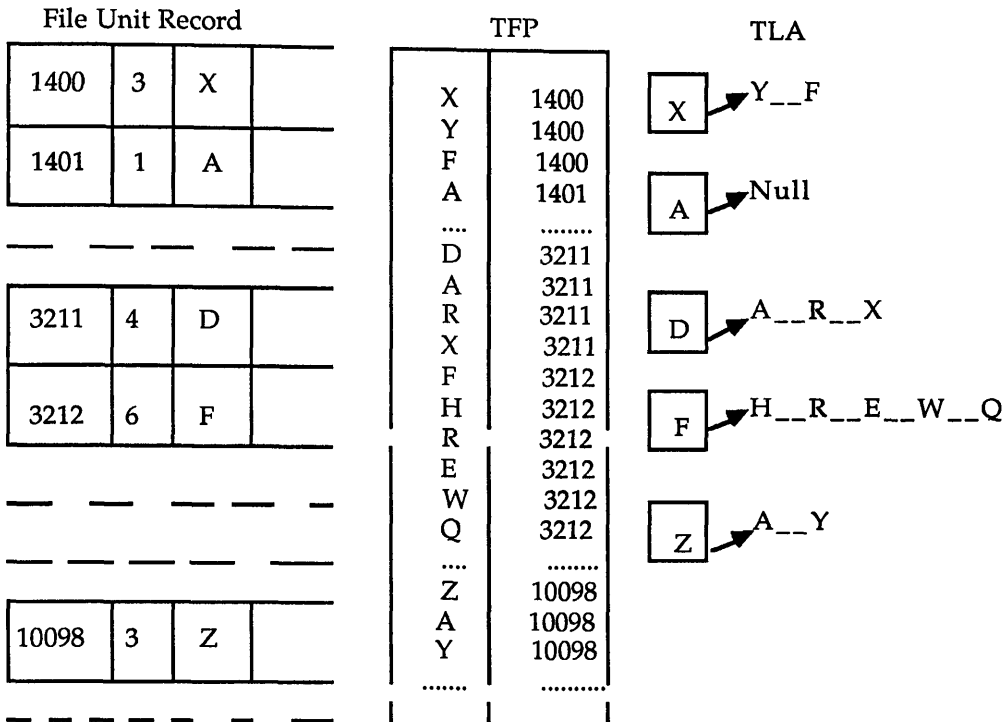 File Unit Record
1400 3 X
1401 1 A
3211 4 D
3212 6 F
10098 3 Z
TFP
X 1400
Y 1400
F 1400
A 1401
.... ........
D 3211
A 3211
R 3211
X 3211
F 3212
H 3212
R 3212
E 3212
W 3212
Q 3212
.... ........
Z 10098
A 10098
Y 10098
....... ...........
TLA
X Y__F
A Null
D A__R__X
F H__R__E__W__Q
Z A__Y